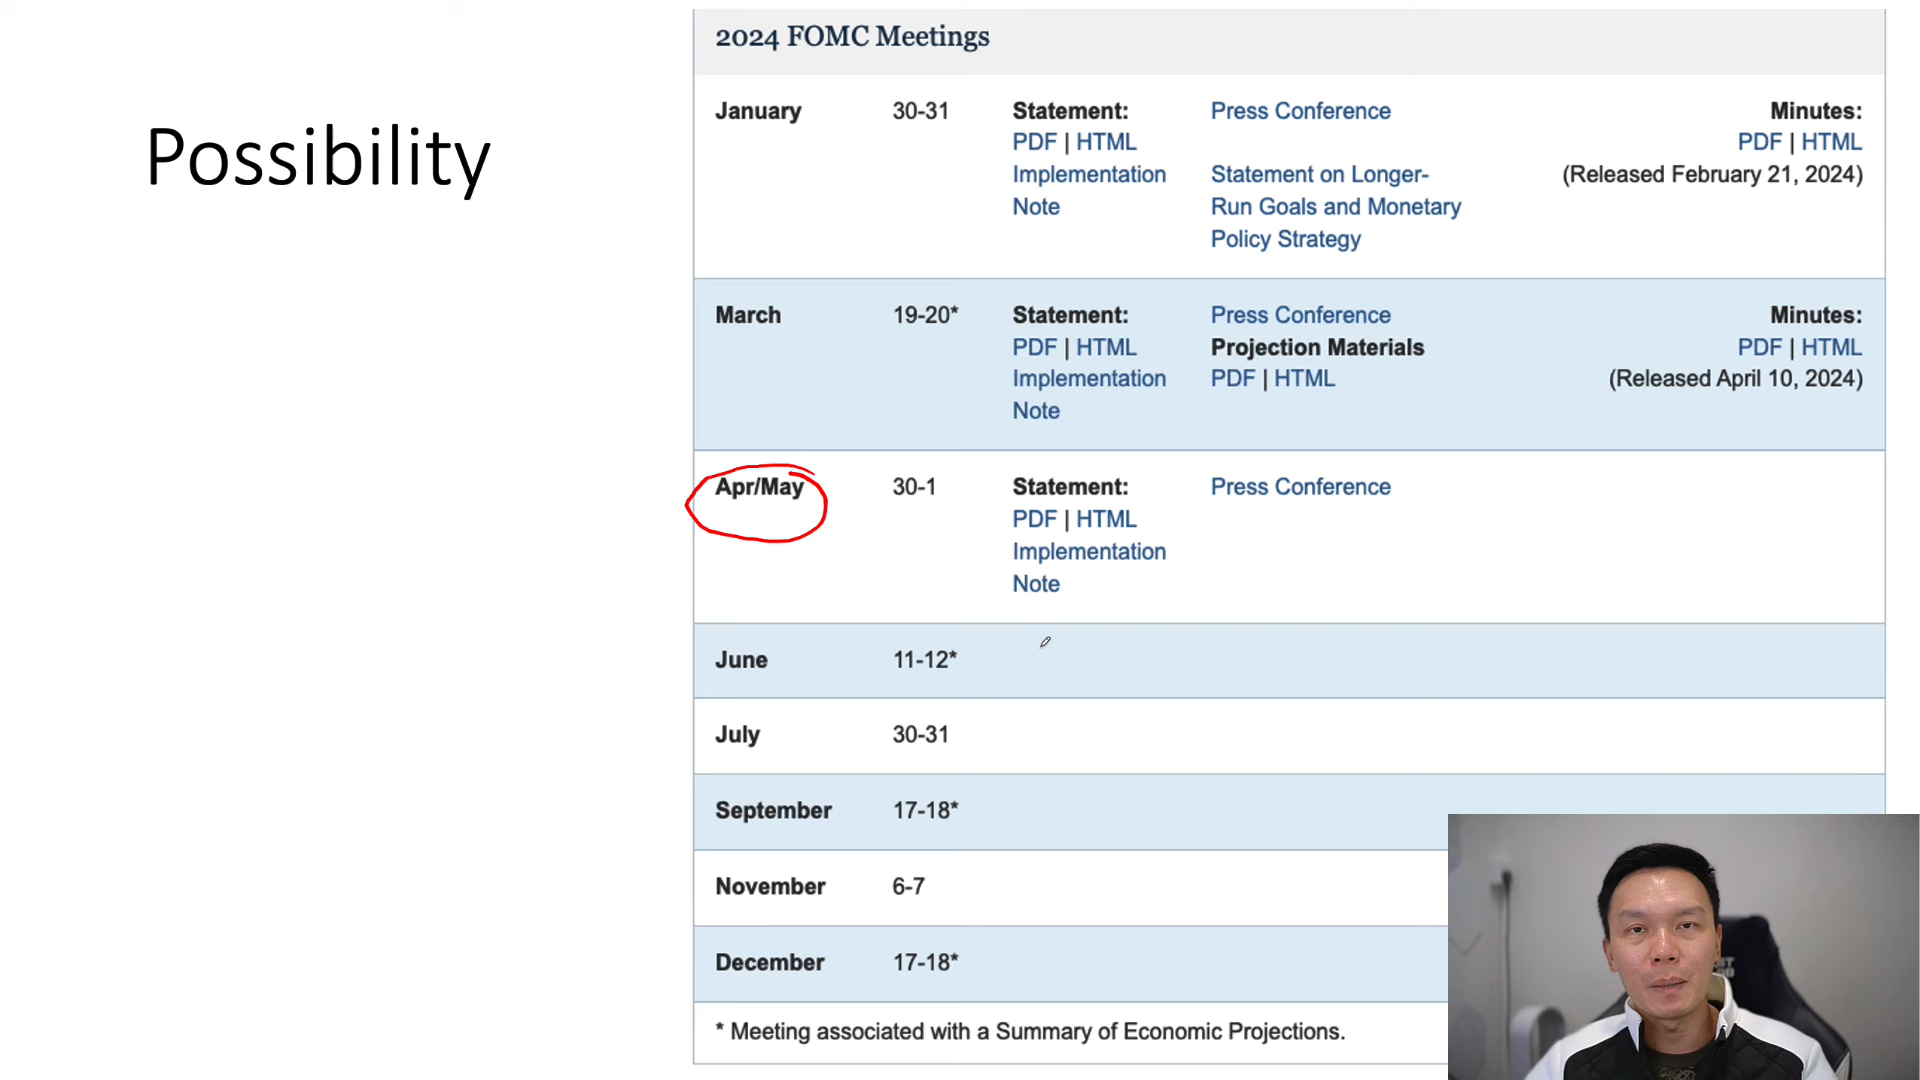 Possibility
2024 FOMC Meetings
January 30-31 Statement: Press Conference Minutes:
PDF | HTML PDF | HTML
Implementation Statement on Longer- (Released February 21, 2024)
Note Run Goals and Monetary
Policy Strategy
March 19-20* Statement: Press Conference Minutes:
PDF | HTML Projection Materials PDF | HTML
Implementation PDF | HTML (Released April 10, 2024)
Note
Apr/May 30-1 Statement: Press Conference
PDF | HTML
Implementation
Note
June 11-12*
July 30-31
September 17-18*
November 6-7
December 17-18*
* Meeting associated with a Summary of Economic Projections.